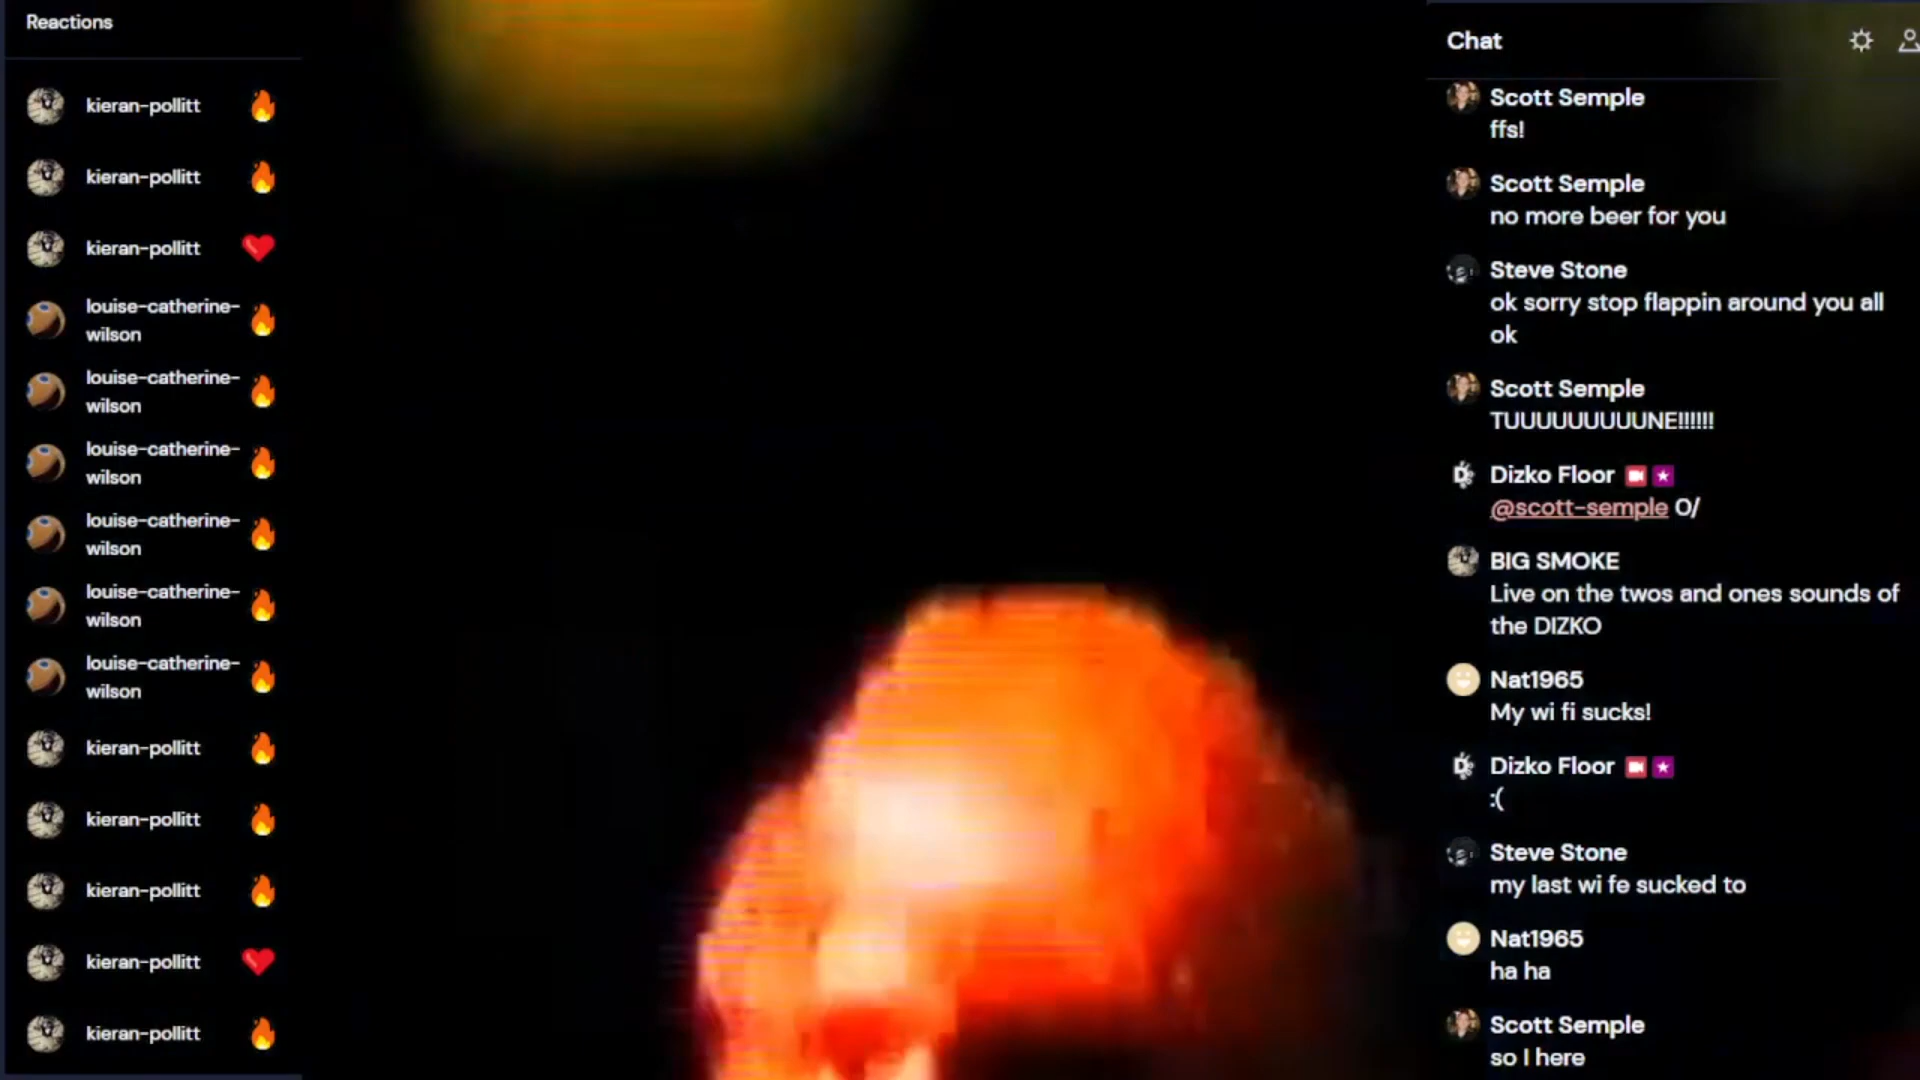 Reactions
kieran-pollitt
kieran-pollitt
kieran-pollitt
louise-catherine-
wilson
louise-catherine-
wilson
louise-catherine-
wilson
louise-catherine-
wilson
louise-catherine-
wilson
louise-catherine-
wilson
kieran-pollitt
kieran-pollitt
kieran-pollitt
kieran-pollitt
kieran-pollitt
Chat
Scott Semple
ffs!
Scott Semple
no more beer for you
Steve Stone
ok sorry stop flappin around you all
ok
Scott Semple
TUUUUUUUUUNE!!!!!!
Dizko Floor
@scott-semple O/
BIG SMOKE
Live on the twos and ones sounds of
the DIZKO
Nat1965
My wi fi sucks!
Dizko Floor
:(
Steve Stone
my last wi fe sucked to
Nat1965
ha ha
Scott Semple
so I here